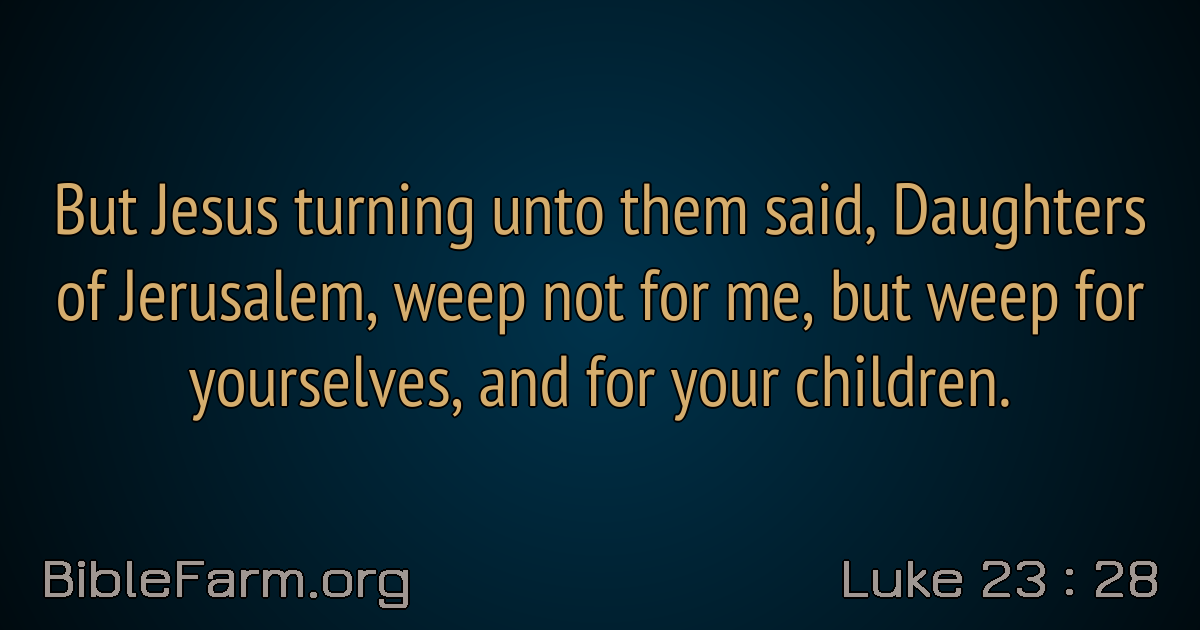 But Jesus turning unto them said, Daughters
of Jerusalem, weep not for me, but weep for
yourselves, and for your children.
BibleFarm.org
Luke 23 : 28